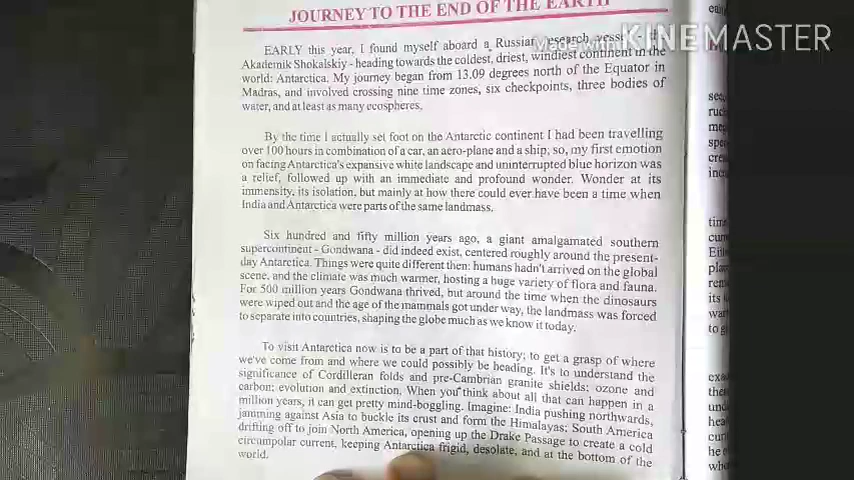 JOURNEY TO THE END OF THE EARTH
Made with KINEMASTER
EARLY this year, I found myself aboard a Russian research vessel
Akademik Shokalskiy - heading towards the coldest, driest, windiest continent in the
world: Antarctica. My journey began from 13.09 degrees north of the Equator in
Madras, and involved crossing nine time zones, six checkpoints, three bodies of
water, and at least as many ecospheres.
By the time I actually set foot on the Antarctic continent I had been travelling
over 100 hours in combination of a car, an aero-plane and a ship; so, my first emotion
on facing Antarctica's expansive white landscape and uninterrupted blue horizon was
a relief, followed up with an immediate and profound wonder. Wonder at its
immensity, its isolation, but mainly at how there could ever have been a time when
India and Antarctica were parts of the same landmass.
Six hundred and fifty million years ago, a giant amalgamated southern
supercontinent - Gondwana - did indeed exist, centered roughly around the present-
day Antarctica. Things were quite different then: humans hadn't arrived on the global
scene, and the climate was much warmer, hosting a huge variety of flora and fauna.
For 500 million years Gondwana thrived, but around the time when the dinosaurs
were wiped out and the age of the mammals got under way, the landmass was forced
to separate into countries, shaping the globe much as we know it today.
To visit Antarctica now is to be a part of that history; to get a grasp of where
we've come from and where we could possibly be heading. It's to understand the
significance of Cordilleran folds and pre-Cambrian granite shields; ozone and
carbon; evolution and extinction. When you think about all that can happen in a
million years, it can get pretty mind-boggling. Imagine: India pushing northwards,
jamming against Asia to buckle its crust and form the Himalayas; South America
drifting off to join North America, opening up the Drake Passage to create a cold
circumpolar current, keeping Antarctica frigid, desolate, and at the bottom of the
world.